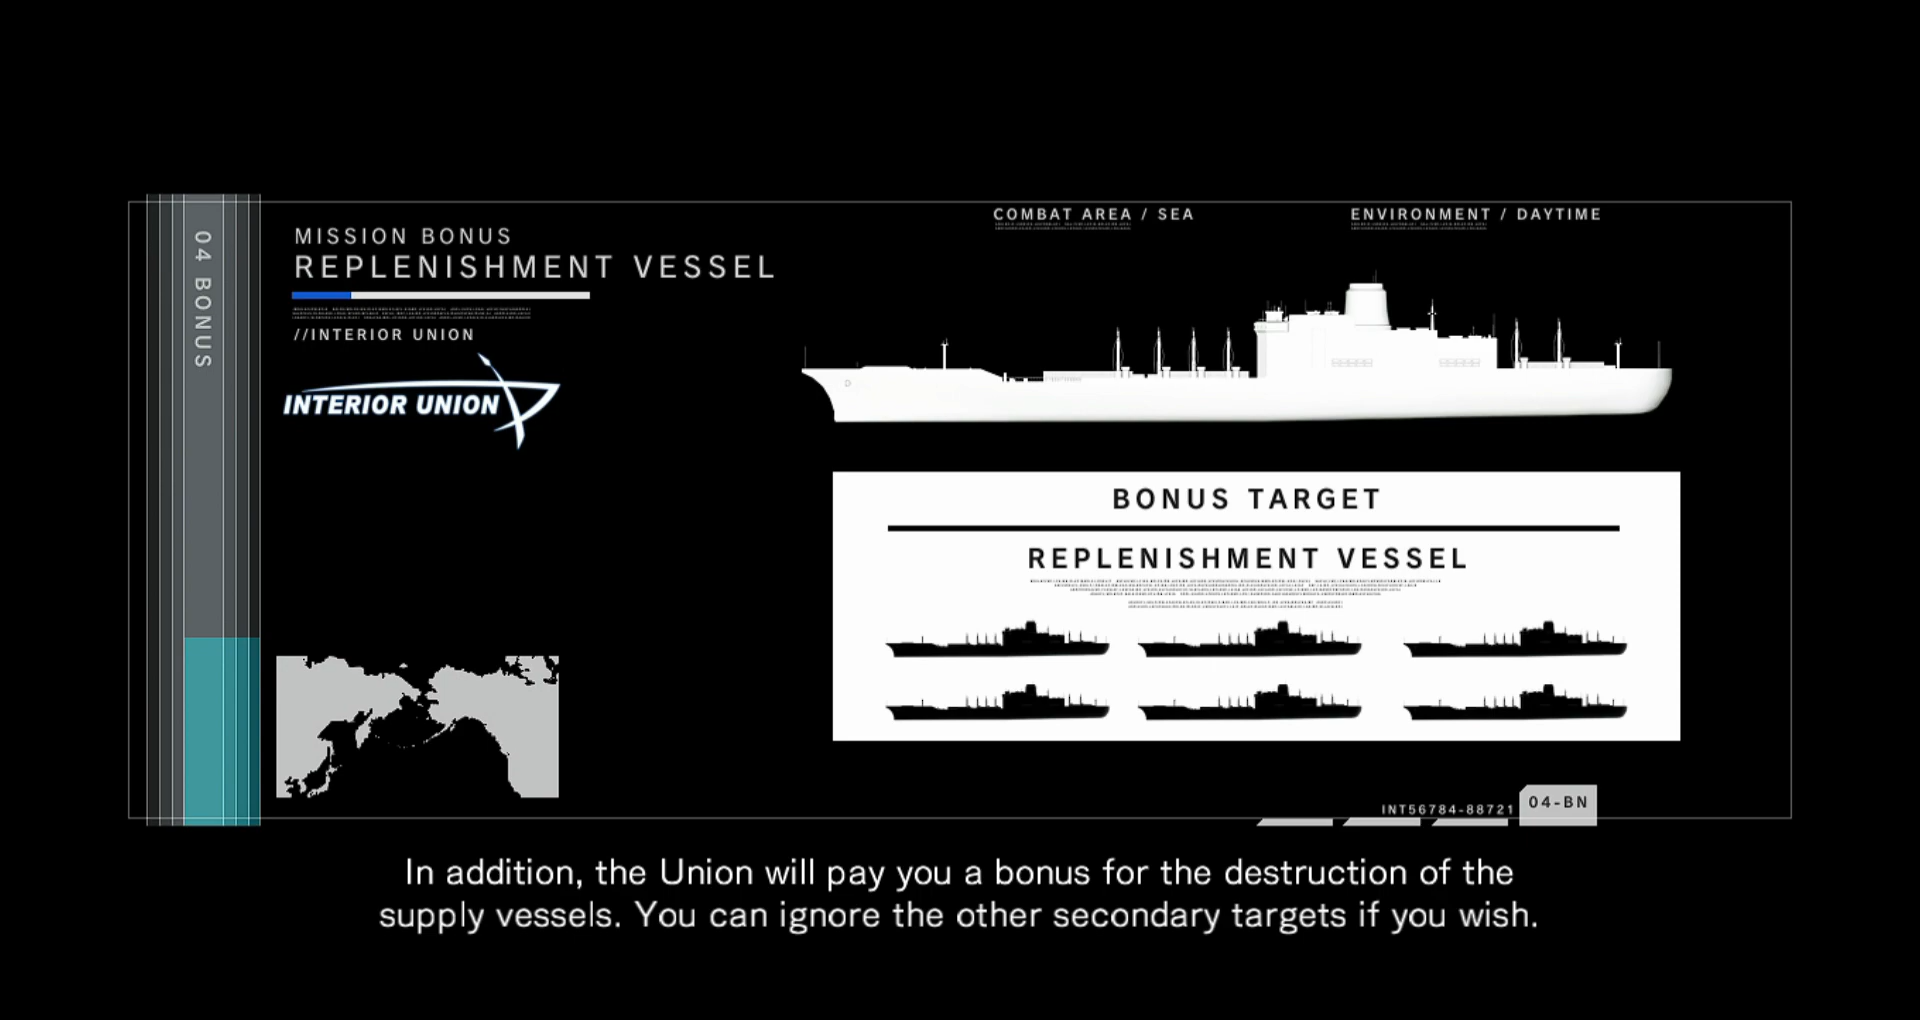 04 BONUS
MISSION BONUS
REPLENISHMENT VESSEL
//INTERIOR UNION
INTERIOR UNION
COMBAT AREA / SEA
ENVIRONMENT / DAYTIME
BONUS TARGET
REPLENISHMENT VESSEL
INT56784-88721
04-BN
In addition, the Union will pay you a bonus for the destruction of the
supply vessels. You can ignore the other secondary targets if you wish.